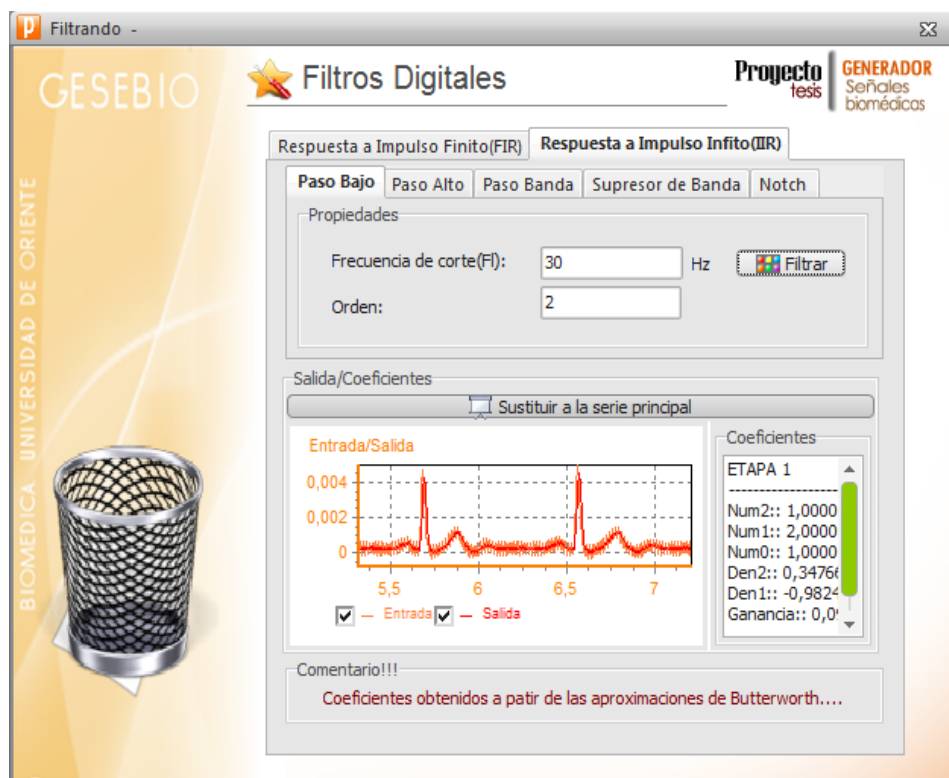 Filtrando -
GESEBIO
BIOMEDICA UNIVERSIDAD DE ORIENTE
Filtros Digitales
Proyecto
tesis
GENERADOR
Señales
biomédicas
Respuesta a Impulso Finito(FIR)
Respuesta a Impulso Infito(IIR)
Paso Bajo
Paso Alto
Paso Banda
Supresor de Banda
Notch
Propiedades
Frecuencia de corte(Fl):
30
Hz
Filtrar
Orden:
2
Salida/Coeficientes
Sustituir a la serie principal
Entrada/Salida
0,004
0,002
0
5,5
6
6,5
7
Entrada
Salida
Coeficientes
ETAPA 1
--------------------
Num2:: 1,0000
Num1:: 2,0000
Num0:: 1,0000
Den2:: 0,3476
Den1:: -0,9824
Ganancia:: 0,0
Comentario!!!
Coeficientes obtenidos a patir de las aproximaciones de Butterworth....